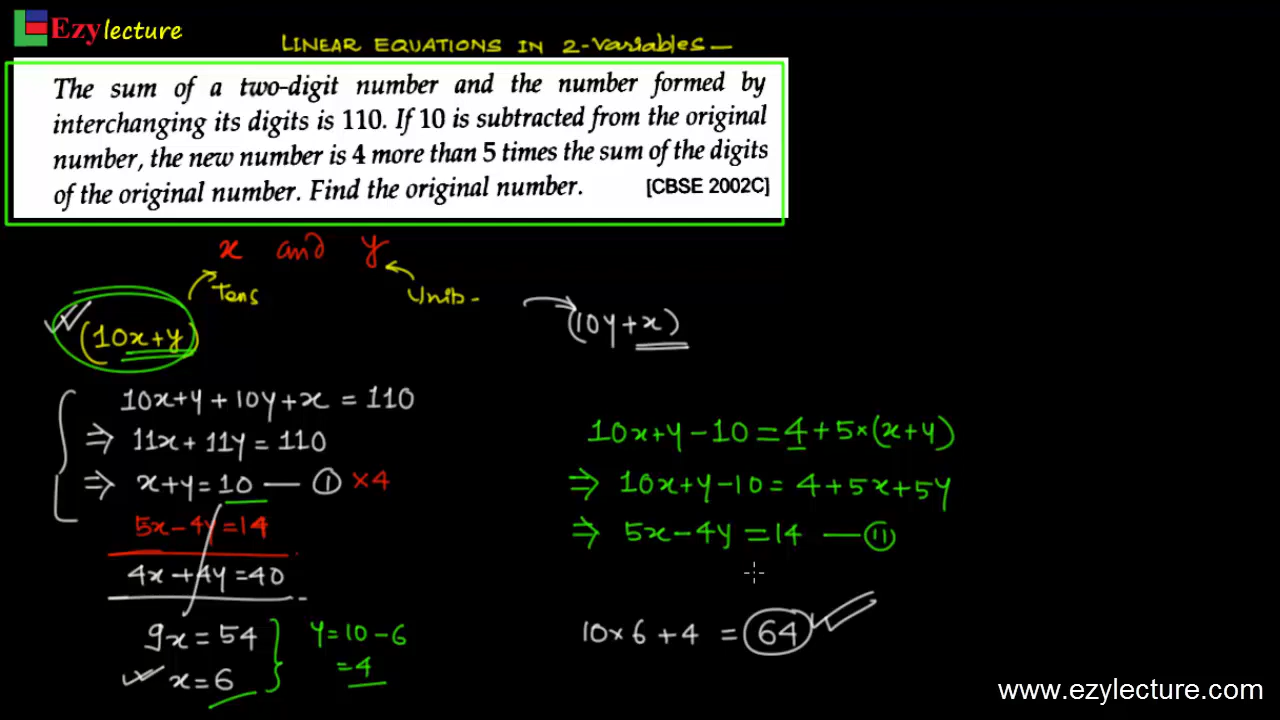 Ezy lecture
LINEAR EQUATIONS IN 2-variables —
The sum of a two-digit number and the number formed by
interchanging its digits is 110. If 10 is subtracted from the original
number, the new number is 4 more than 5 times the sum of the digits
of the original number. Find the original number. [CBSE 2002C]
x and y
Tens Unit -
(10x+y)
(10y+x)
10x+y+10y+x = 110
⇒ 11x+11y = 110
⇒ x+y=10 — ① ×4
5x-4y=14
4x+4y=40
9x=54
x=6
y=10-6
=4
10x+y-10=4+5×(x+y)
⇒ 10x+y-10=4+5x+5y
⇒ 5x-4y=14 — (11)
10×6+4 = 64
www.ezylecture.com